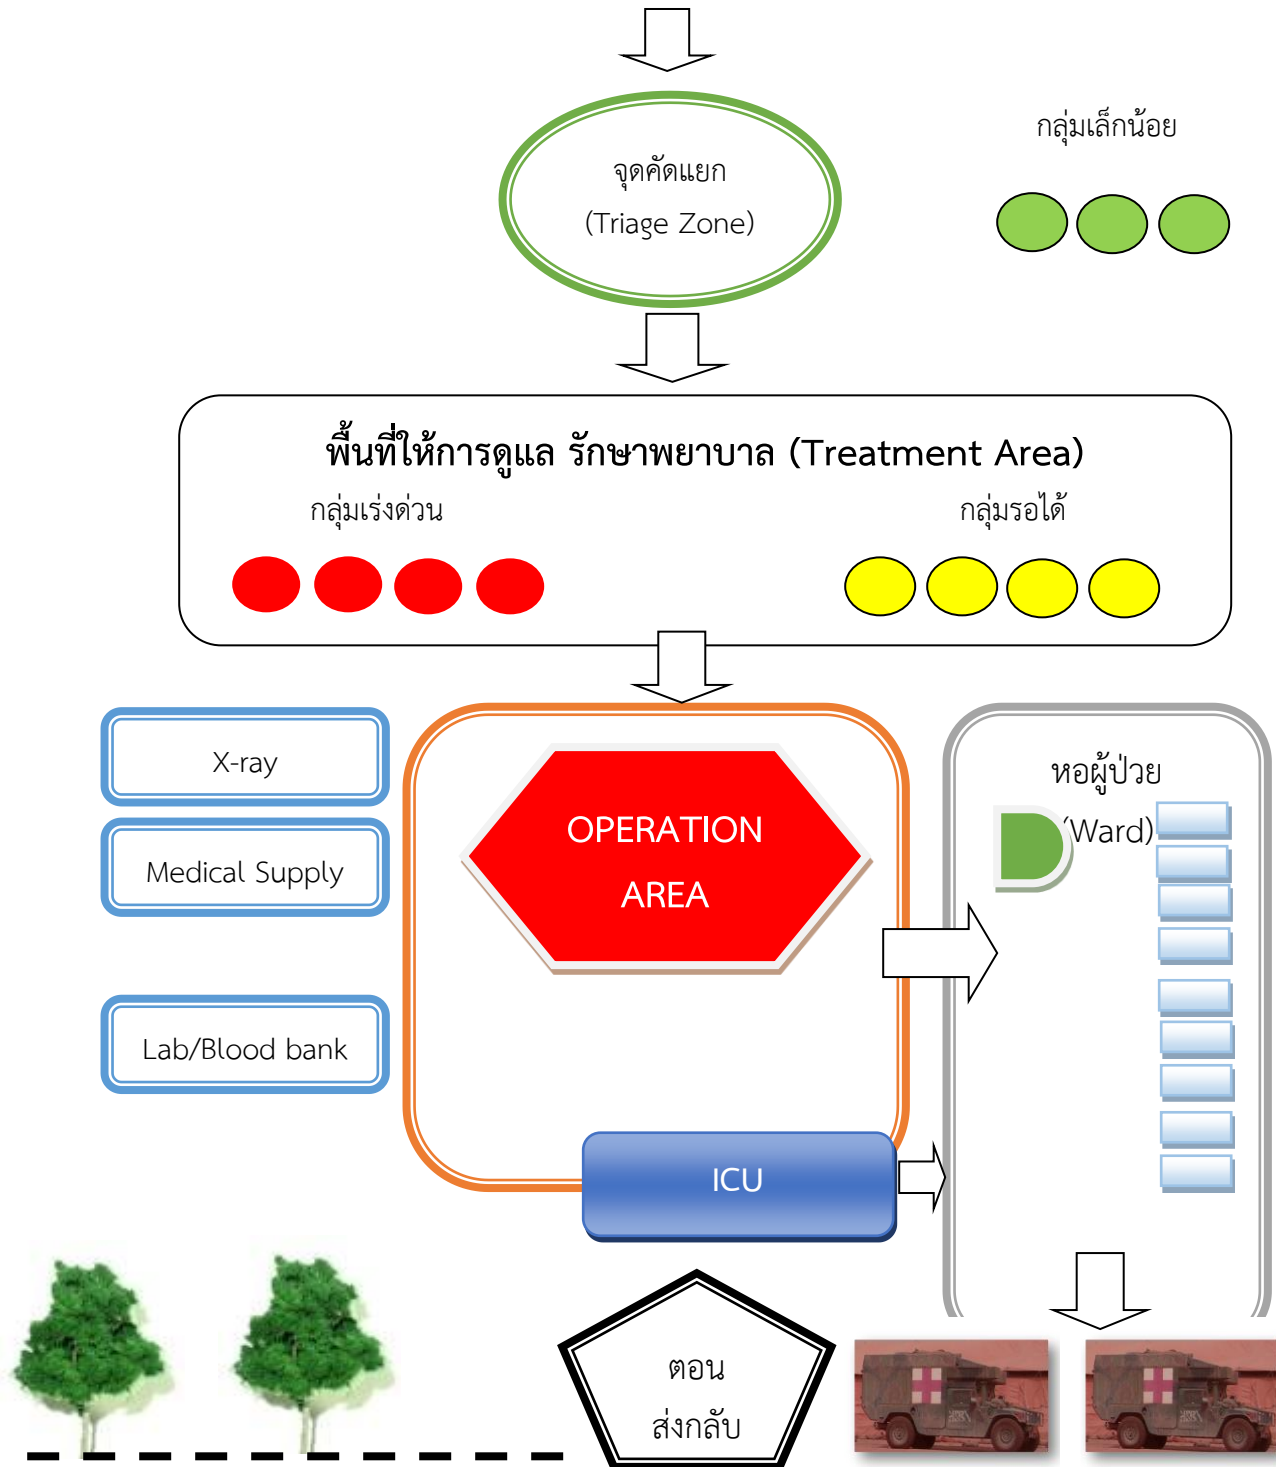 จุดคัดแยก
(Triage Zone)
กลุ่มเล็กน้อย
พื้นที่ให้การดูแล รักษาพยาบาล (Treatment Area)
กลุ่มเร่งด่วน
กลุ่มรอได้
X-ray
Medical Supply
Lab/Blood bank
OPERATION
AREA
ICU
หอผู้ป่วย
(Ward)
ตอน
ส่งกลับ